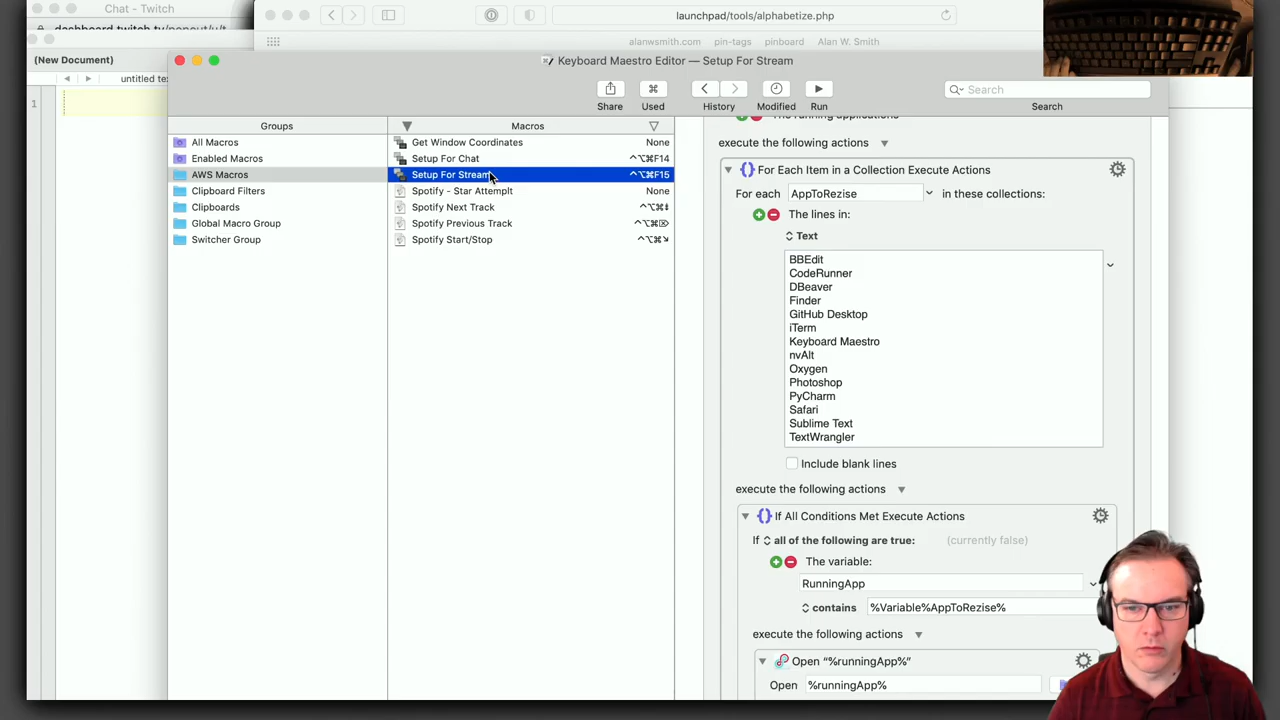 Chat - Twitch
dashboard.twitch.tv/popout/u/t
launchpad/tools/alphabetize.php
alanwsmith.com
pin-tags
pinboard
Alan W. Smith
(New Document)
untitled te
1
Keyboard Maestro Editor — Setup For Stream
Share
Used
History
Modified
Run
Search
Search
Groups
All Macros
Enabled Macros
AWS Macros
Clipboard Filters
Clipboards
Global Macro Group
Switcher Group
Macros
Get Window Coordinates None
Setup For Chat ^⌥⌘F14
Setup For Stream ^⌥⌘F15
Spotify - Star Attempt None
Spotify Next Track ^⌥⌘⇟
Spotify Previous Track ^⌥⌘⌦
Spotify Start/Stop ^⌥⌘↘
The running applications
execute the following actions
For Each Item in a Collection Execute Actions
For each AppToRezise in these collections:
The lines in:
Text
BBEdit
CodeRunner
DBeaver
Finder
GitHub Desktop
iTerm
Keyboard Maestro
nvAlt
Oxygen
Photoshop
PyCharm
Safari
Sublime Text
TextWrangler
Include blank lines
execute the following actions
If All Conditions Met Execute Actions
If all of the following are true: (currently false)
The variable:
RunningApp
contains %Variable%AppToRezise%
execute the following actions
Open “%runningApp%”
Open %runningApp%